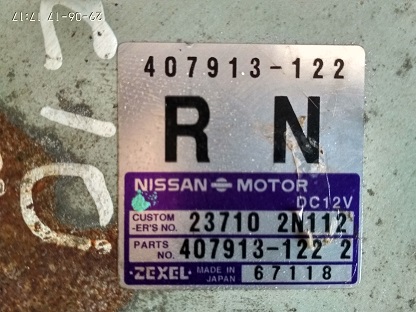 22-06-17 17:17
407913-122
R N
NISSAN MOTOR
DC12V
CUSTOM
-ER'S NO. 23710 2N112
PARTS
NO. 407913-122 2
ZEXEL MADE IN
JAPAN 67118